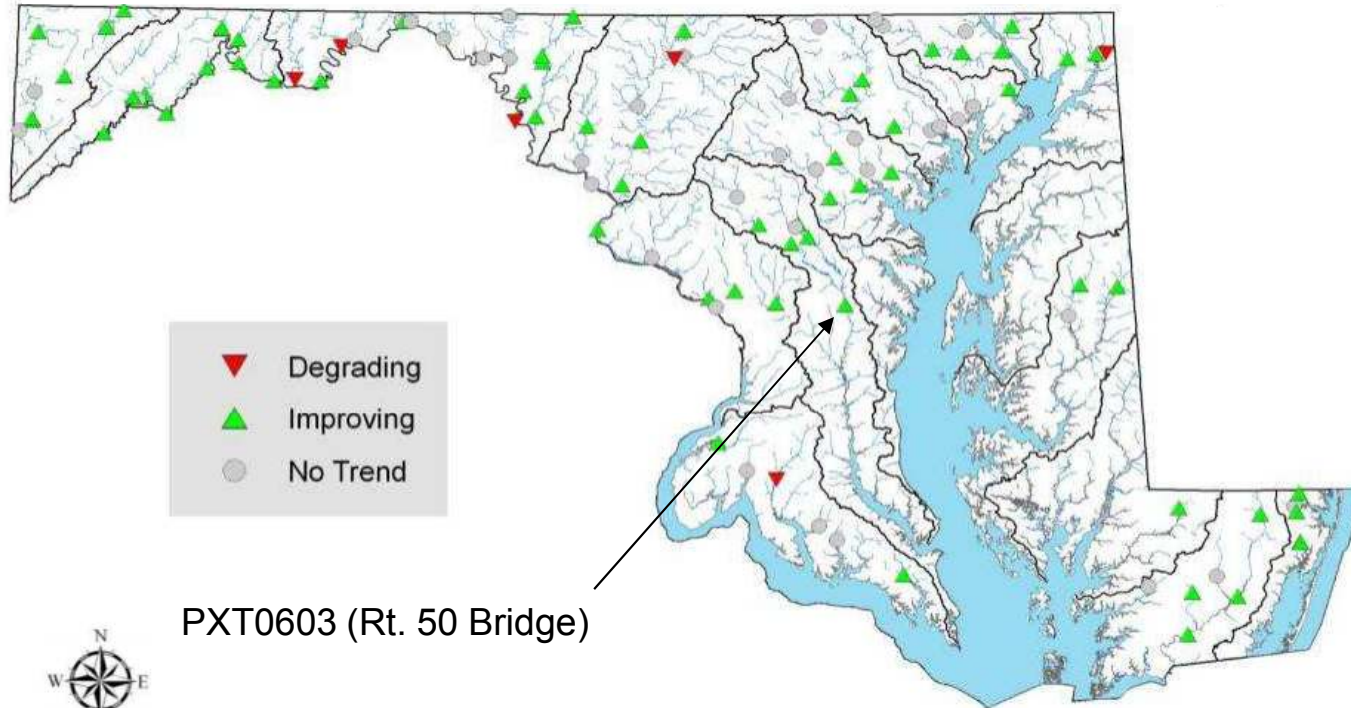 Degrading
Improving
No Trend
PXT0603 (Rt. 50 Bridge)
N
W E